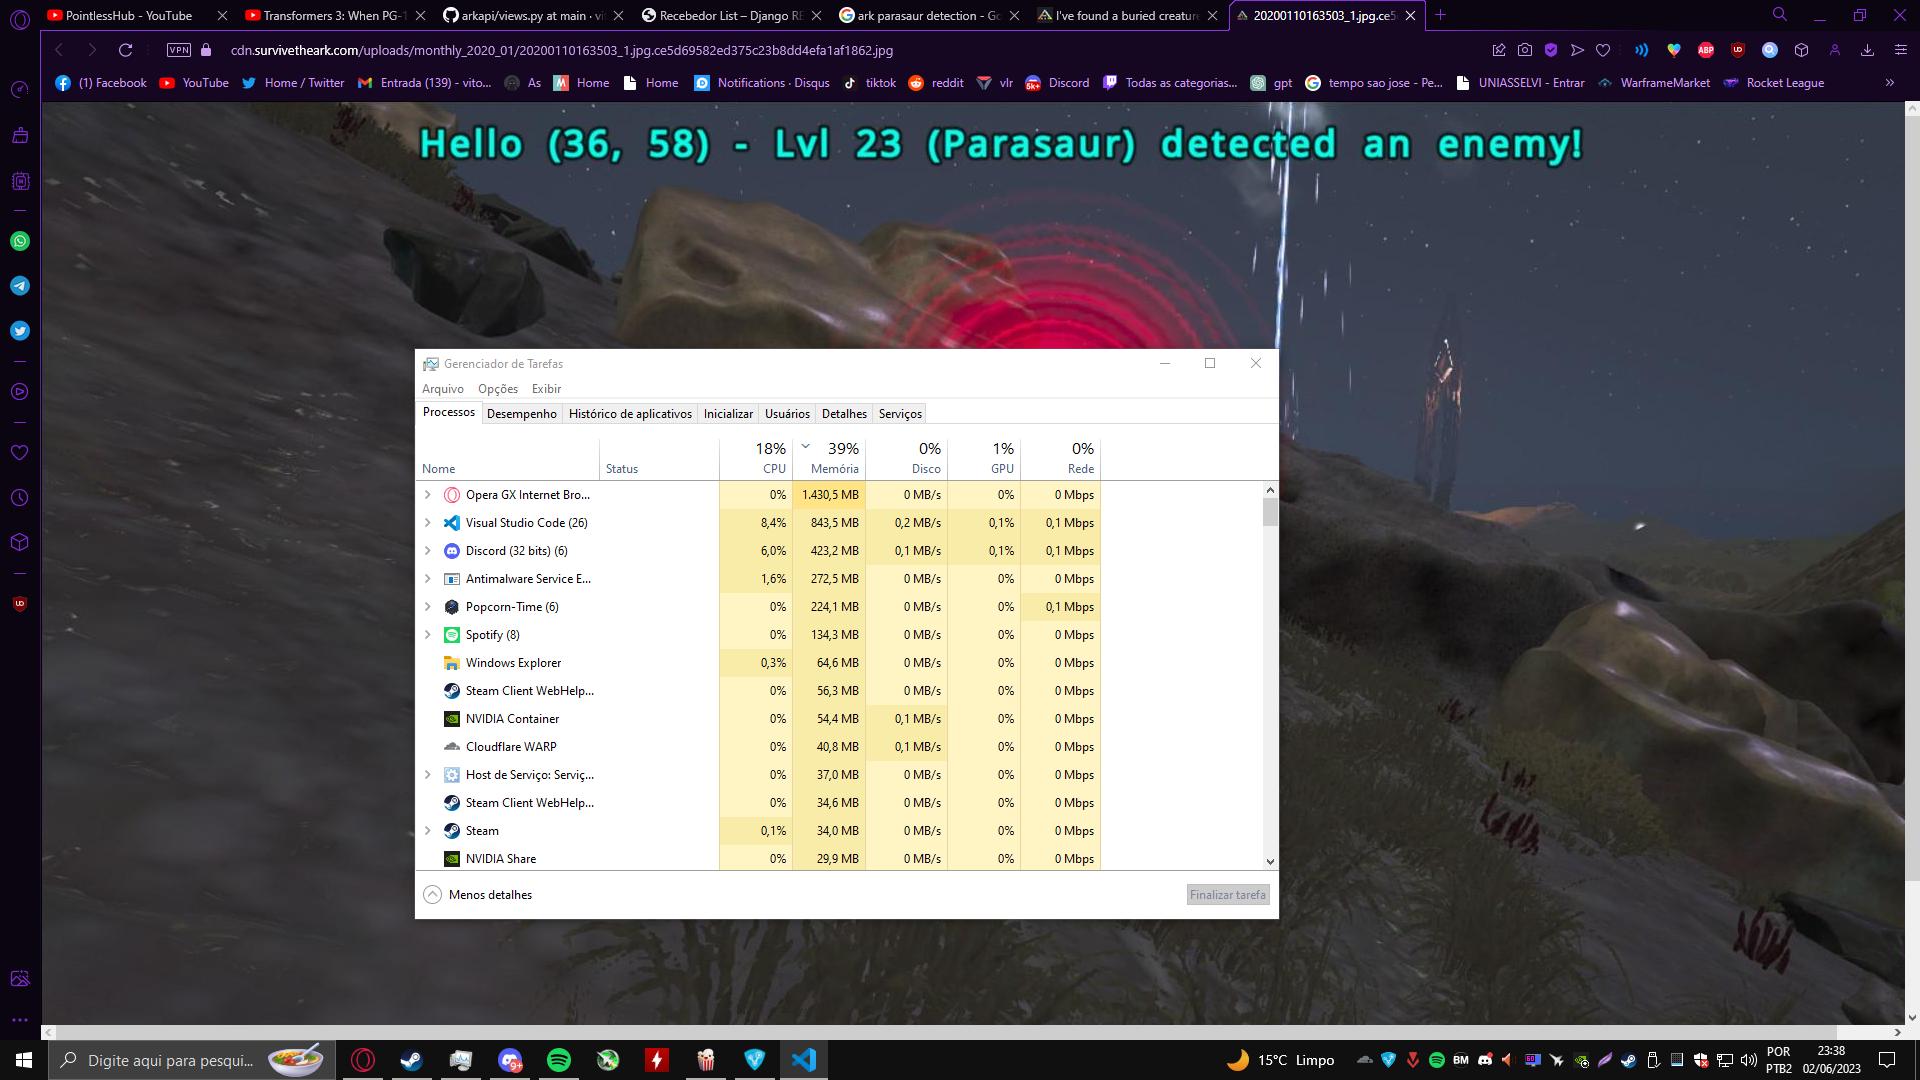 PointlessHub - YouTube
Transformers 3: When PG-1
arkapi/views.py at main · vi
Recebedor List – Django RE
ark parasaur detection - Go
I've found a buried creature
20200110163503_1.jpg.ce5
VPN
cdn.survivetheark.com/uploads/monthly_2020_01/20200110163503_1.jpg.ce5d69582ed375c23b8dd4efa1af1862.jpg
(1) Facebook
YouTube
Home / Twitter
Entrada (139) - vito...
As
Home
Home
Notifications · Disqus
tiktok
reddit
vlr
Discord
Todas as categorias...
gpt
tempo sao jose - Pe...
UNIASSELVI - Entrar
WarframeMarket
Rocket League
Hello (36, 58) - Lvl 23 (Parasaur) detected an enemy!
Gerenciador de Tarefas
Arquivo Opções Exibir
Processos Desempenho Histórico de aplicativos Inicializar Usuários Detalhes Serviços
18% 39% 0% 1% 0%
Nome Status CPU Memória Disco GPU Rede
Opera GX Internet Bro... 0% 1.430,5 MB 0 MB/s 0% 0 Mbps
Visual Studio Code (26) 8,4% 843,5 MB 0,2 MB/s 0,1% 0,1 Mbps
Discord (32 bits) (6) 6,0% 423,2 MB 0,1 MB/s 0,1% 0,1 Mbps
Antimalware Service E... 1,6% 272,5 MB 0 MB/s 0% 0 Mbps
Popcorn-Time (6) 0% 224,1 MB 0 MB/s 0% 0,1 Mbps
Spotify (8) 0% 134,3 MB 0 MB/s 0% 0 Mbps
Windows Explorer 0,3% 64,6 MB 0 MB/s 0% 0 Mbps
Steam Client WebHelp... 0% 56,3 MB 0 MB/s 0% 0 Mbps
NVIDIA Container 0% 54,4 MB 0,1 MB/s 0% 0 Mbps
Cloudflare WARP 0% 40,8 MB 0,1 MB/s 0% 0 Mbps
Host de Serviço: Serviç... 0% 37,0 MB 0 MB/s 0% 0 Mbps
Steam Client WebHelp... 0% 34,6 MB 0 MB/s 0% 0 Mbps
Steam 0,1% 34,0 MB 0 MB/s 0% 0 Mbps
NVIDIA Share 0% 29,9 MB 0 MB/s 0% 0 Mbps
Menos detalhes
Finalizar tarefa
Digite aqui para pesqui...
15°C Limpo
POR
PTB2
23:38
02/06/2023